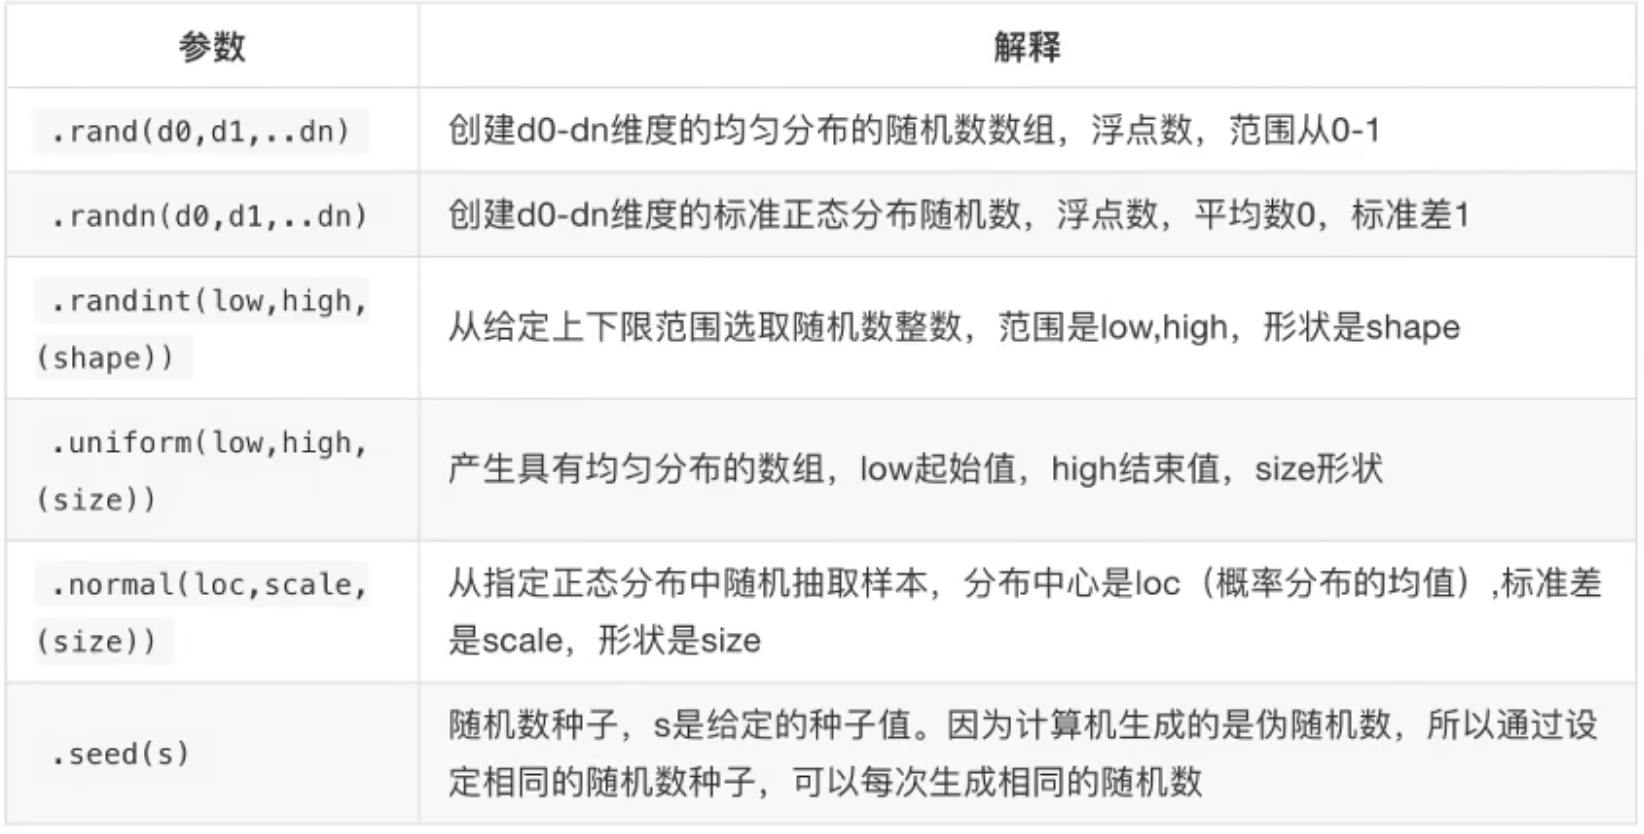 参数
解释
.rand(d0,d1,..dn)
创建d0-dn维度的均匀分布的随机数数组，浮点数，范围从0-1
.randn(d0,d1,..dn)
创建d0-dn维度的标准正态分布随机数，浮点数，平均数0，标准差1
.randint(low,high,
(shape))
从给定上下限范围选取随机数整数，范围是low,high，形状是shape
.uniform(low,high,
(size))
产生具有均匀分布的数组，low起始值，high结束值，size形状
.normal(loc,scale,
(size))
从指定正态分布中随机抽取样本，分布中心是loc（概率分布的均值）,标准差
是scale，形状是size
.seed(s)
随机数种子，s是给定的种子值。因为计算机生成的是伪随机数，所以通过设
定相同的随机数种子，可以每次生成相同的随机数